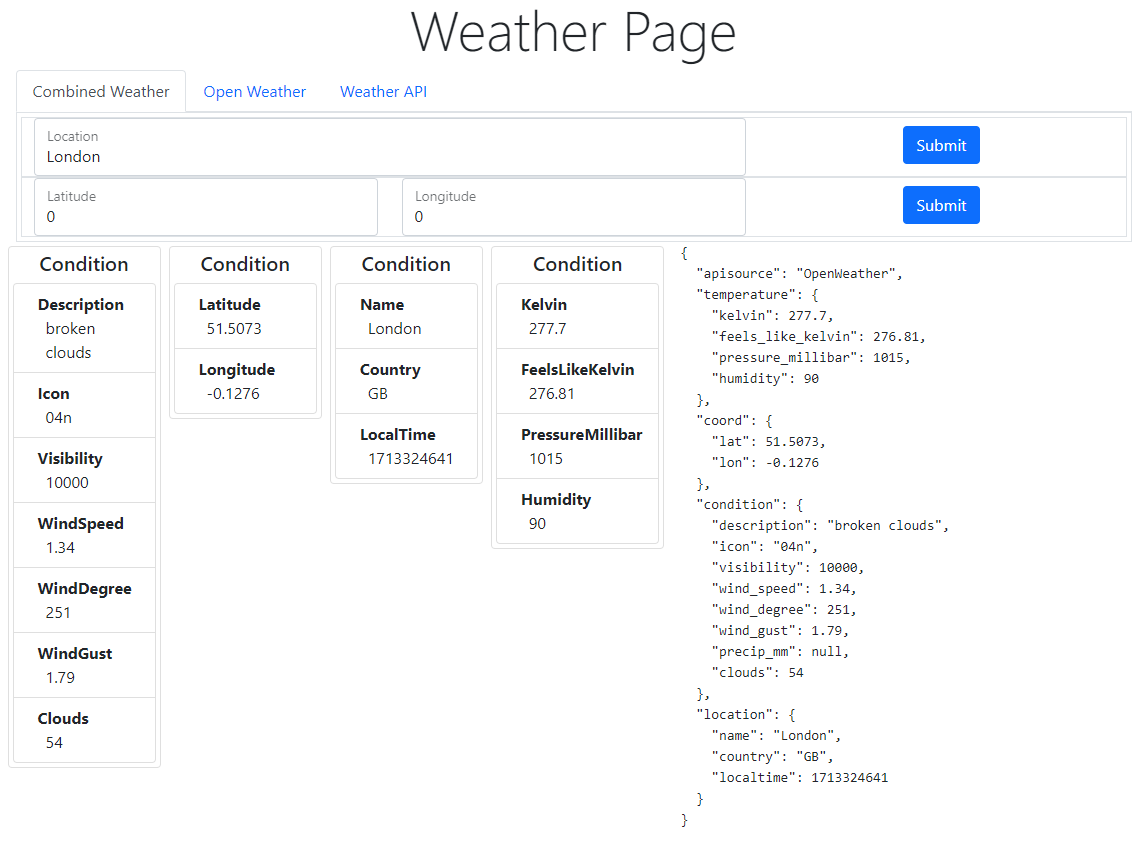 Weather Page
Combined Weather
Open Weather
Weather API
Location
London
Submit
Latitude
0
Longitude
0
Submit
Condition
Description
broken
clouds
Icon
04n
Visibility
10000
WindSpeed
1.34
WindDegree
251
WindGust
1.79
Clouds
54
Condition
Latitude
51.5073
Longitude
-0.1276
Condition
Name
London
Country
GB
LocalTime
1713324641
Condition
Kelvin
277.7
FeelsLikeKelvin
276.81
PressureMillibar
1015
Humidity
90
{
  "apisource": "OpenWeather",
  "temperature": {
    "kelvin": 277.7,
    "feels_like_kelvin": 276.81,
    "pressure_millibar": 1015,
    "humidity": 90
  },
  "coord": {
    "lat": 51.5073,
    "lon": -0.1276
  },
  "condition": {
    "description": "broken clouds",
    "icon": "04n",
    "visibility": 10000,
    "wind_speed": 1.34,
    "wind_degree": 251,
    "wind_gust": 1.79,
    "precip_mm": null,
    "clouds": 54
  },
  "location": {
    "name": "London",
    "country": "GB",
    "localtime": 1713324641
  }
}